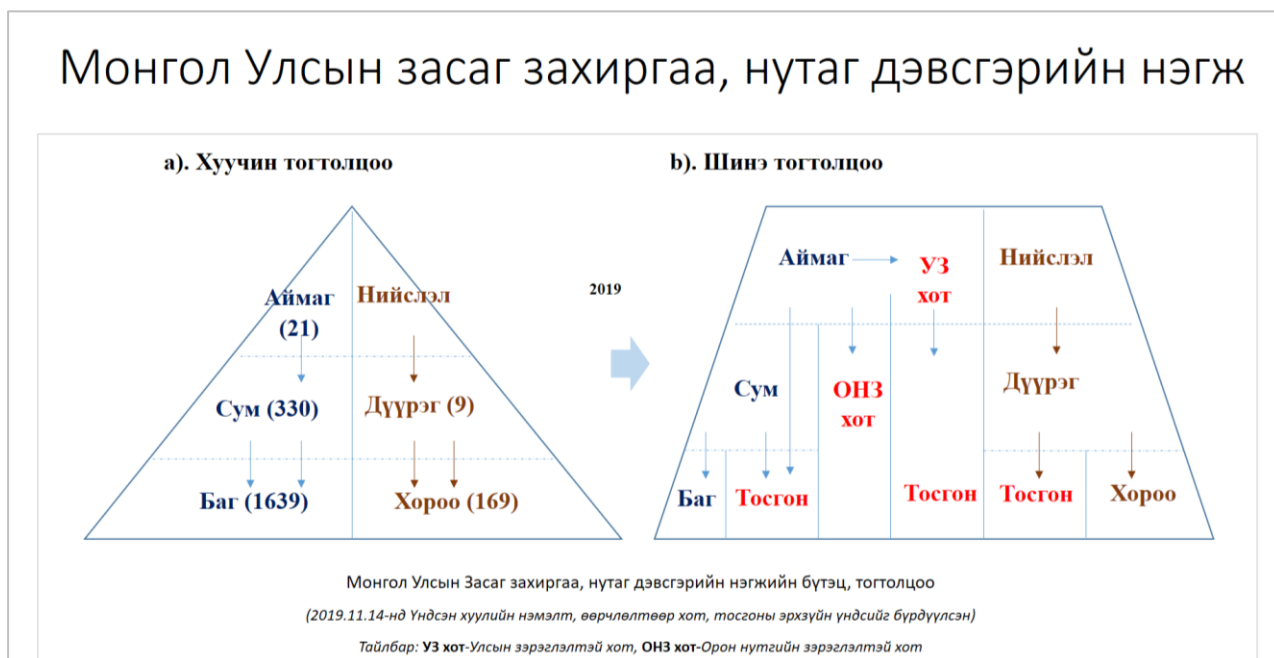 Монгол Улсын засаг захиргаа, нутаг дэвсгэрийн нэгж
a). Хуучин тогтолцоо
Аймаг
(21)
Нийслэл
Сум (330)
Дүүрэг (9)
Баг (1639)
Хороо (169)
2019
b). Шинэ тогтолцоо
Аймаг
УЗ
хот
Нийслэл
Сум
ОНЗ
хот
Дүүрэг
Баг
Тосгон
Тосгон
Тосгон
Хороо
Монгол Улсын Засаг захиргаа, нутаг дэвсгэрийн нэгжийн бүтэц, тогтолцоо
(2019.11.14-нд Үндсэн хуулийн нэмэлт, өөрчлөлтөөр хот, тосгоны эрхзүйн үндсийг бүрдүүлсэн)
Тайлбар: УЗ хот-Улсын зэрэглэлтэй хот, ОНЗ хот-Орон нутгийн зэрэглэлтэй хот